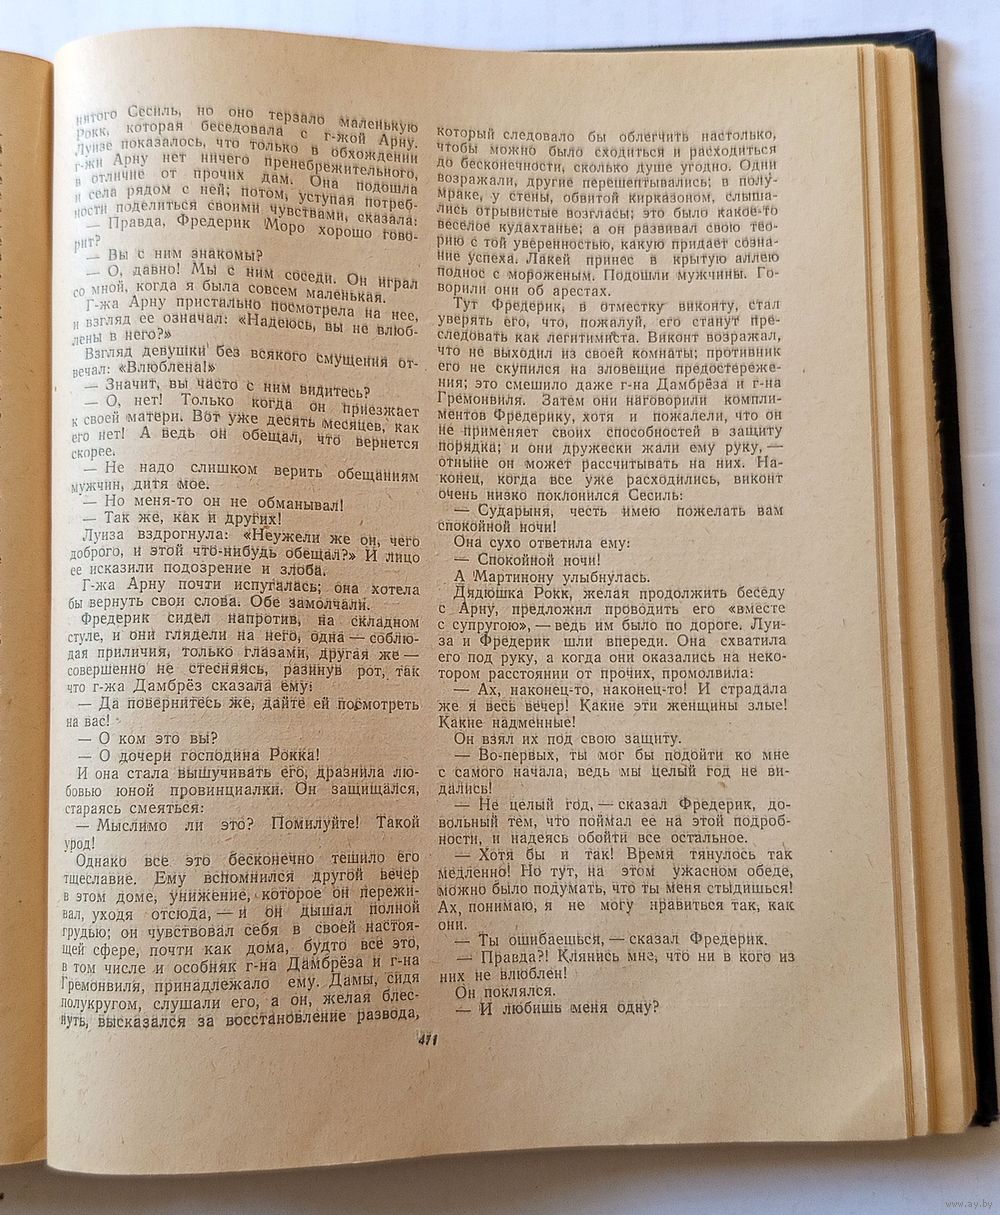 нятого Сесиль, но оно терзало маленькую
Рокк, которая беседовала с г-жой Арну.
Луизе показалось, что только в обхождении
г-жи Арну нет ничего пренебрежительного,
в отличие от прочих дам. Она подошла
и села рядом с ней; потом, уступая потреб-
ности поделиться своими чувствами, сказала:
— Правда, Фредерик Моро хорошо гово-
рит?
— Вы с ним знакомы?
— О, давно! Мы с ним соседи. Он играл
со мной, когда я была совсем маленькая.
Г-жа Арну пристально посмотрела на нее,
и взгляд ее означал: «Надеюсь, вы не влюб-
лены в него?»
Взгляд девушки без всякого смущения от-
вечал: «Влюблена!»
— Значит, вы часто с ним видитесь?
— О, нет! Только когда он приезжает
к своей матери. Вот уже десять месяцев, как
его нет! А ведь он обещал, что вернется
скорее.
— Не надо слишком верить обещаниям
мужчин, дитя мое.
— Но меня-то он не обманывал!
— Так же, как и других!
Луиза вздрогнула: «Неужели же он, чего
доброго, и этой что-нибудь обещал?» И лицо
ее исказили подозрение и злоба.
Г-жа Арну почти испугалась; она хотела
бы вернуть свои слова. Обе замолчали.
Фредерик сидел напротив, на складном
стуле, и они глядели на него, одна — соблю-
дая приличия, только глазами, другая же —
совершенно не стесняясь, разинув рот, так
что г-жа Дамбрёз сказала ему:
— Да повернитесь же, дайте ей посмотреть
на вас!
— О ком это вы?
— О дочери господина Рокка!
И она стала вышучивать его, дразнила лю-
бовью юной провинциалки. Он защищался,
стараясь смеяться:
— Мыслимо ли это? Помилуйте! Такой
урод!
Однако все это бесконечно тешило его
тщеславие. Ему вспомнился другой вечер
в этом доме, унижение, которое он пережи-
вал, уходя отсюда, — и он дышал полной
грудью; он чувствовал себя в своей настоя-
щей сфере, почти как дома, будто все это,
в том числе и особняк г-на Дамбрёза и г-на
Гремонвиля, принадлежало ему. Дамы, сидя
полукругом, слушали его, а он, желая блес-
нуть, высказался за восстановление развода,
который следовало бы облегчить настолько,
чтобы можно было сходиться и расходиться
до бесконечности, сколько душе угодно. Одни
возражали, другие перешептывались; в полу-
мраке, у стены, обвитой кирказоном, слыша-
лись отрывистые возгласы; это было какое-то
веселое кудахтанье; а он развивал свою тео-
рию с той уверенностью, какую придает созна-
ние успеха. Лакей принес в крытую аллею
поднос с мороженым. Подошли мужчины. Го-
ворили они об арестах.
Тут Фредерик, в отместку виконту, стал
уверять его, что, пожалуй, его станут пре-
следовать как легитимиста. Виконт возражал,
что не выходил из своей комнаты; противник
его не скупился на зловещие предостереже-
ния; это смешило даже г-на Дамбрёза и г-на
Гремонвиля. Затем они наговорили компли-
ментов Фредерику, хотя и пожалели, что он
не применяет своих способностей в защиту
порядка; и они дружески жали ему руку, —
отныне он может рассчитывать на них. На-
конец, когда все уже расходились, виконт
очень низко поклонился Сесиль:
— Сударыня, честь имею пожелать вам
спокойной ночи!
Она сухо ответила ему:
— Спокойной ночи!
А Мартинону улыбнулась.
Дядюшка Рокк, желая продолжить беседу
с Арну, предложил проводить его «вместе
с супругою», — ведь им было по дороге. Луи-
за и Фредерик шли впереди. Она схватила
его под руку, а когда они оказались на неко-
тором расстоянии от прочих, промолвила:
— Ах, наконец-то, наконец-то! И страдала
же я весь вечер! Какие эти женщины злые!
Какие надменные!
Он взял их под свою защиту.
— Во-первых, ты мог бы подойти ко мне
с самого начала, ведь мы целый год не ви-
дались!
— Не целый год, — сказал Фредерик, до-
вольный тем, что поймал ее на этой подроб-
ности, и надеясь обойти все остальное.
— Хотя бы и так! Время тянулось так
медленно! Но тут, на этом ужасном обеде,
можно было подумать, что ты меня стыдишься!
Ах, понимаю, я не могу нравиться так, как
они.
— Ты ошибаешься, — сказал Фредерик.
— Правда?! Клянись мне, что ни в кого из
них не влюблен!
Он поклялся.
— И любишь меня одну?
471
www.ay.by